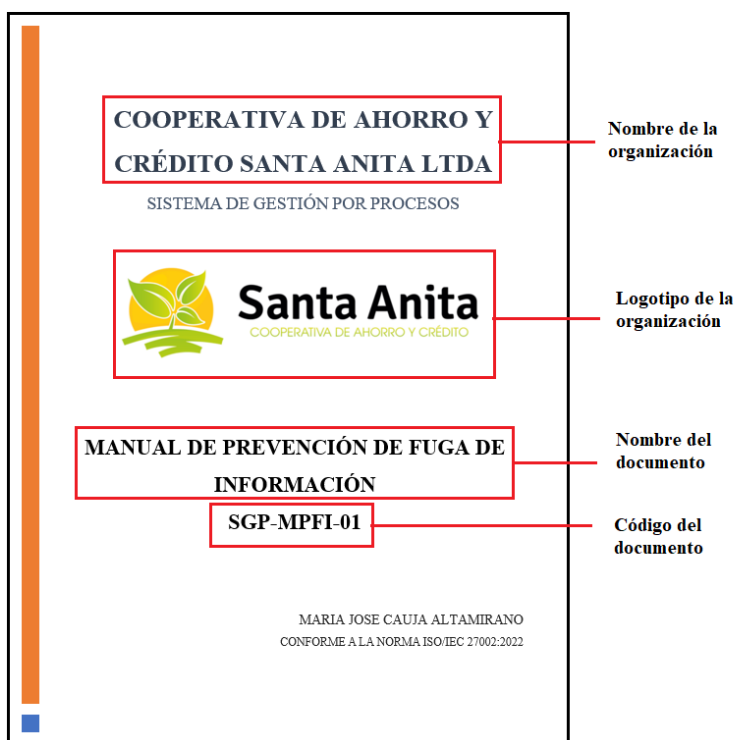 COOPERATIVA DE AHORRO Y
CRÉDITO SANTA ANITA LTDA
Nombre de la
organización
SISTEMA DE GESTIÓN POR PROCESOS
Santa Anita
COOPERATIVA DE AHORRO Y CRÉDITO
Logotipo de la
organización
MANUAL DE PREVENCIÓN DE FUGA DE
INFORMACIÓN
Nombre del
documento
SGP-MPFI-01
Código del
documento
MARIA JOSE CAUJA ALTAMIRANO
CONFORME A LA NORMA ISO/IEC 27002:2022